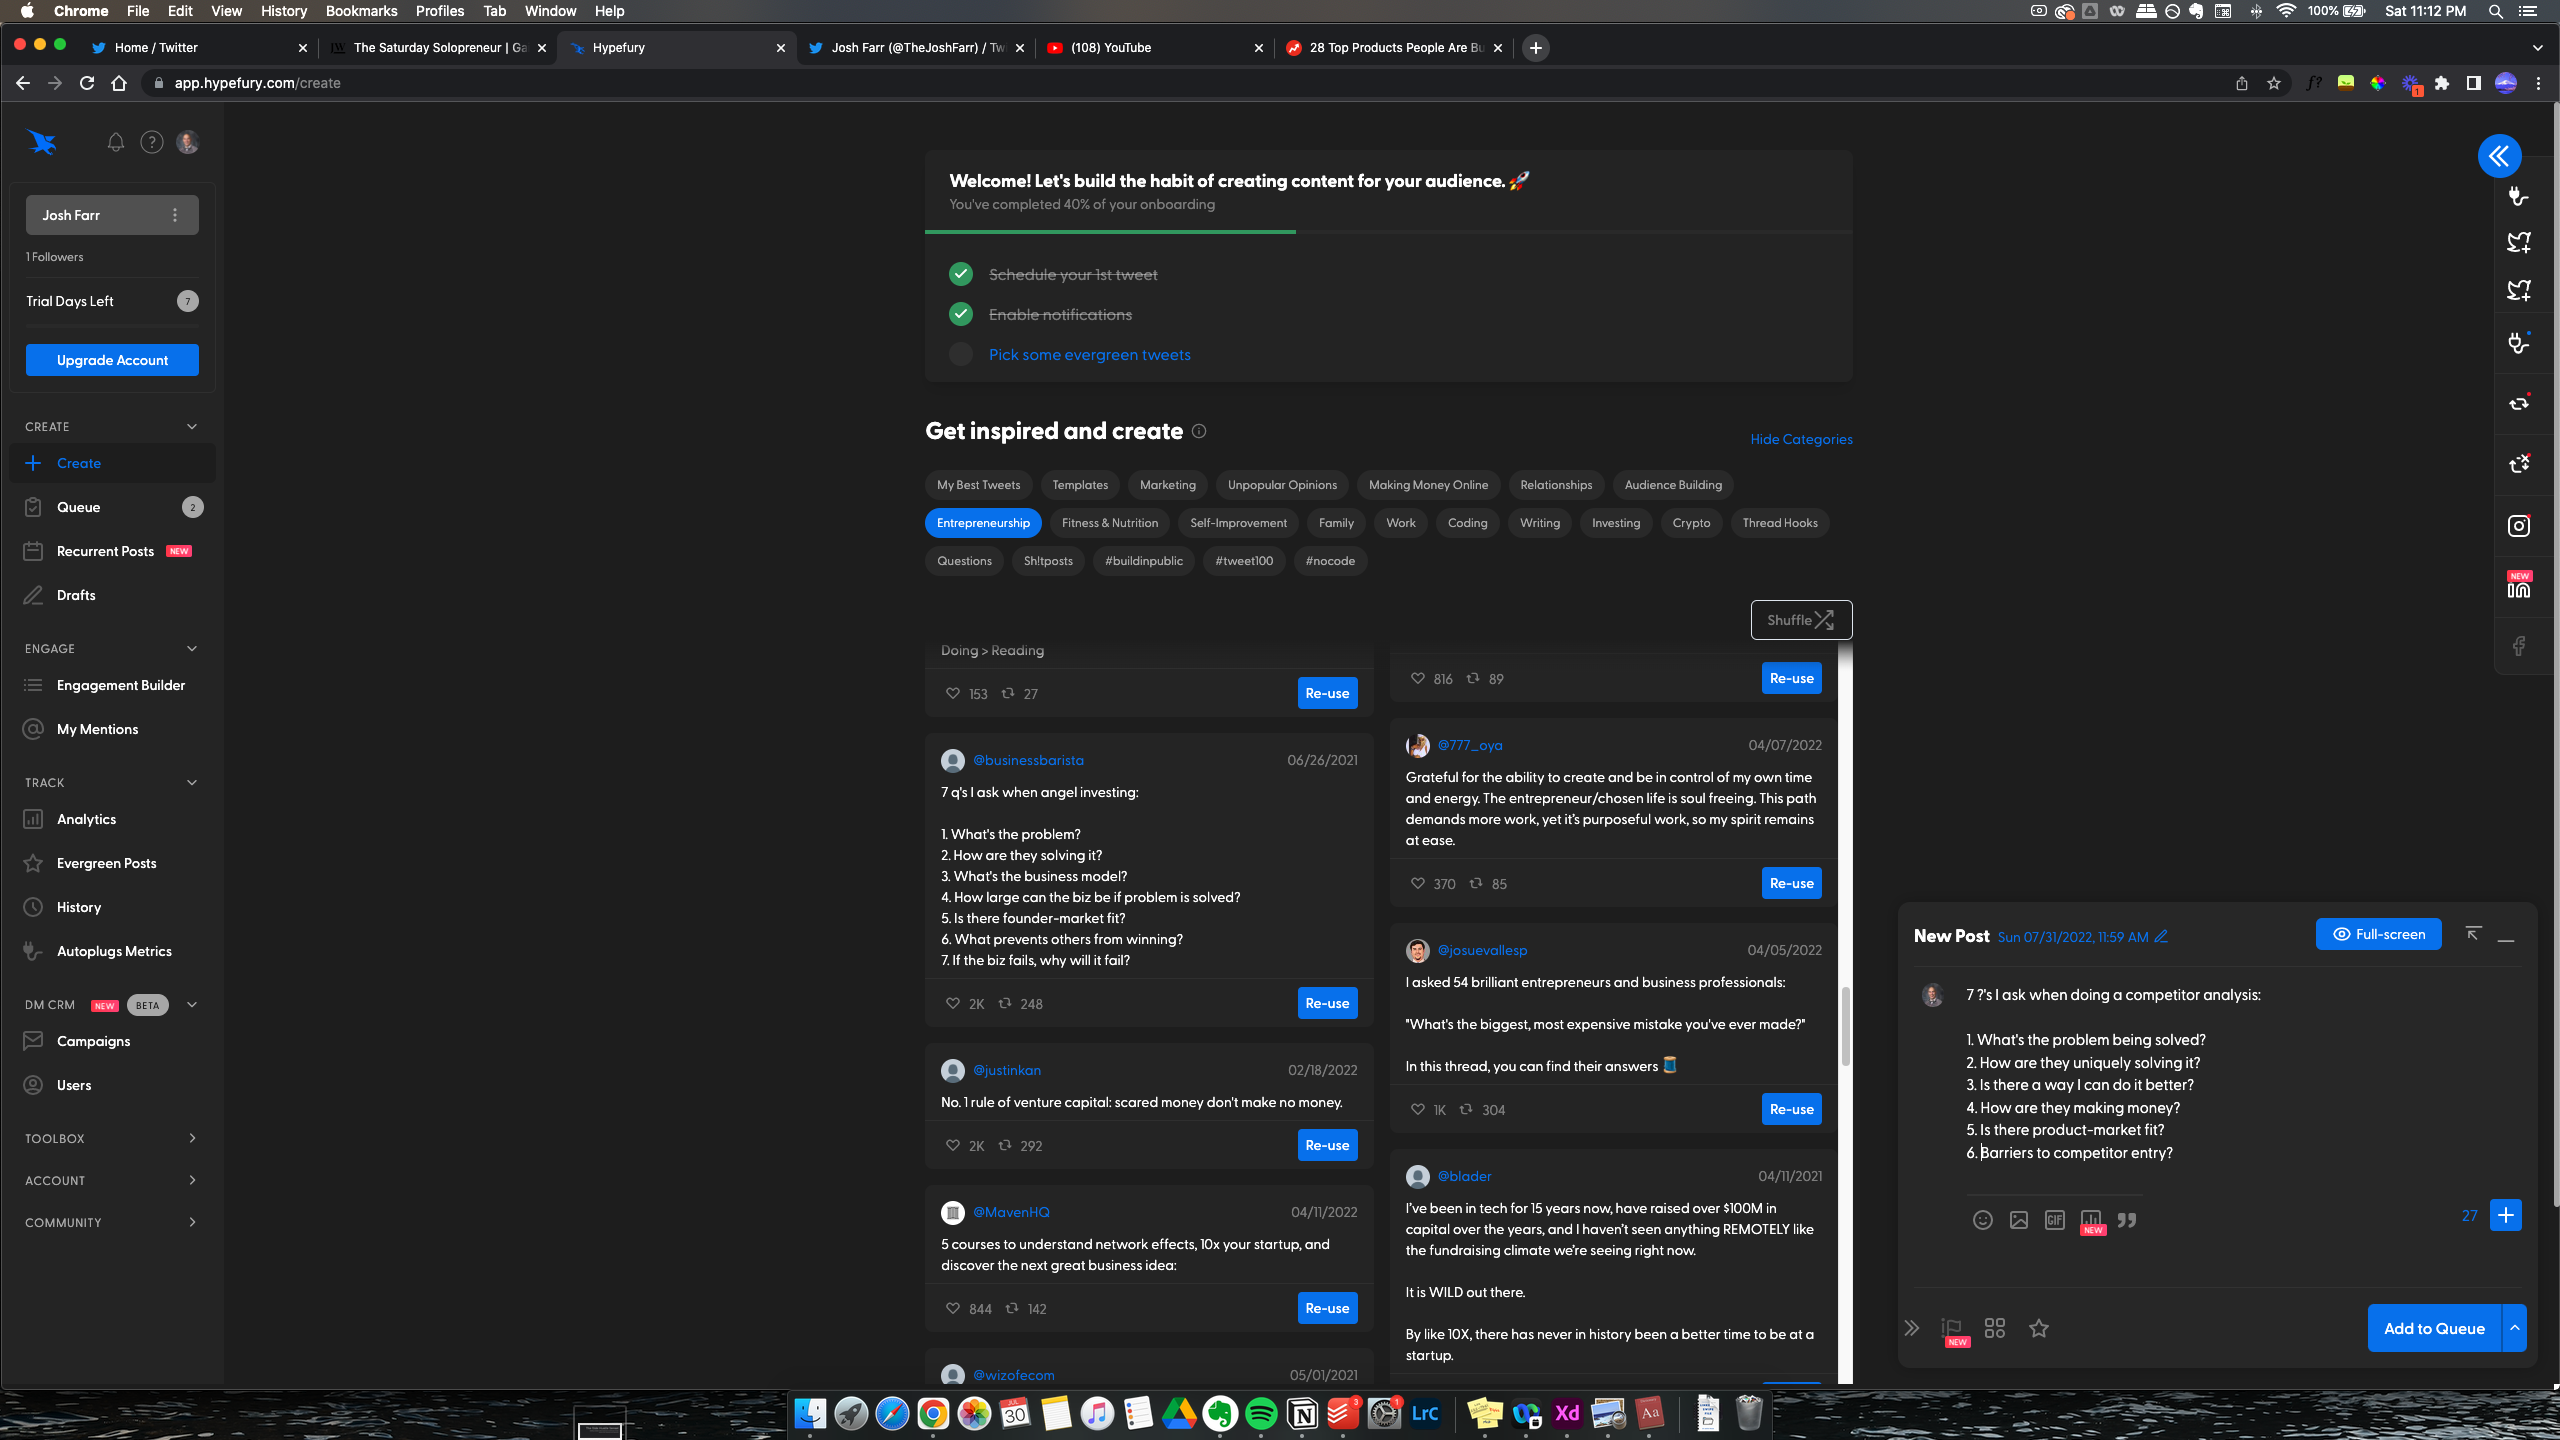 Chrome File Edit View History Bookmarks Profiles Tab Window Help
100% Sat 11:12 PM
Home / Twitter
The Saturday Solopreneur | Ga
Hypefury
Josh Farr (@TheJoshFarr) / Tw
(108) YouTube
28 Top Products People Are Bu
app.hypefury.com/create
Josh Farr
1 Followers
Trial Days Left 7
Upgrade Account
CREATE
Create
Queue 2
Recurrent Posts NEW
Drafts
ENGAGE
Engagement Builder
My Mentions
TRACK
Analytics
Evergreen Posts
History
Autoplugs Metrics
DM CRM NEW BETA
Campaigns
Users
TOOLBOX
ACCOUNT
COMMUNITY
Welcome! Let's build the habit of creating content for your audience. 🚀
You've completed 40% of your onboarding
Schedule your 1st tweet
Enable notifications
Pick some evergreen tweets
Get inspired and create
Hide Categories
My Best Tweets Templates Marketing Unpopular Opinions Making Money Online Relationships Audience Building
Entrepreneurship Fitness & Nutrition Self-Improvement Family Work Coding Writing Investing Crypto Thread Hooks
Questions Sh!tposts #buildinpublic #tweet100 #nocode
Shuffle
Doing > Reading
153 27 Re-use
@businessbarista 06/26/2021
7 q's I ask when angel investing:
1. What's the problem?
2. How are they solving it?
3. What's the business model?
4. How large can the biz be if problem is solved?
5. Is there founder-market fit?
6. What prevents others from winning?
7. If the biz fails, why will it fail?
2K 248 Re-use
@justinkan 02/18/2022
No. 1 rule of venture capital: scared money don't make no money.
2K 292 Re-use
@MavenHQ 04/11/2022
5 courses to understand network effects, 10x your startup, and
discover the next great business idea:
844 142 Re-use
@wizofecom 05/01/2021
816 89 Re-use
@777_oya 04/07/2022
Grateful for the ability to create and be in control of my own time
and energy. The entrepreneur/chosen life is soul freeing. This path
demands more work, yet it's purposeful work, so my spirit remains
at ease.
370 85 Re-use
@josuevallesp 04/05/2022
I asked 54 brilliant entrepreneurs and business professionals:
"What's the biggest, most expensive mistake you've ever made?"
In this thread, you can find their answers 🧵
1K 304 Re-use
@blader 04/11/2021
I've been in tech for 15 years now, have raised over $100M in
capital over the years, and I haven't seen anything REMOTELY like
the fundraising climate we're seeing right now.
It is WILD out there.
By like 10X, there has never in history been a better time to be at a
startup.
NEW
New Post Sun 07/31/2022, 11:59 AM Full-screen
7 ?'s I ask when doing a competitor analysis:
1. What's the problem being solved?
2. How are they uniquely solving it?
3. Is there a way I can do it better?
4. How are they making money?
5. Is there product-market fit?
6. Barriers to competitor entry?
GIF NEW 27
NEW Add to Queue
JUL 30 3 1 LrC Xd Aa